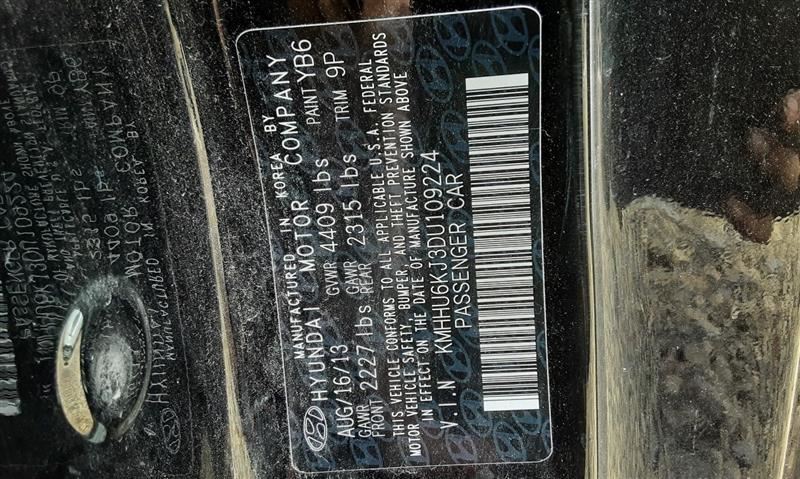 MANUFACTURED IN KOREA BY
HYUNDAI MOTOR COMPANY
AUG/16/13 GVWR 4409 lbs PAINT YB6
GAWR FRONT 2227 lbs GAWR REAR 2315 lbs TRIM 9P
THIS VEHICLE CONFORMS TO ALL APPLICABLE U.S.A. FEDERAL
MOTOR VEHICLE SAFETY, BUMPER, AND THEFT PREVENTION STANDARDS
IN EFFECT ON THE DATE OF MANUFACTURE SHOWN ABOVE
V.I.N KMHHU6KJ3DU109224
PASSENGER CAR